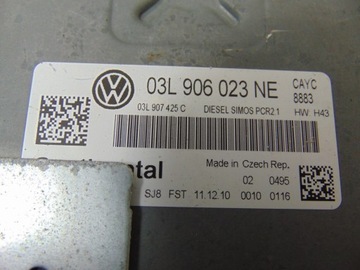 03L 906 023 NE CAYC
8883
03L 907 425 C DIESEL SIMOS PCR2 1 HW: H43
Made in Czech Rep.
02 0495
SJ8 FST 11.12.10 0010 0116